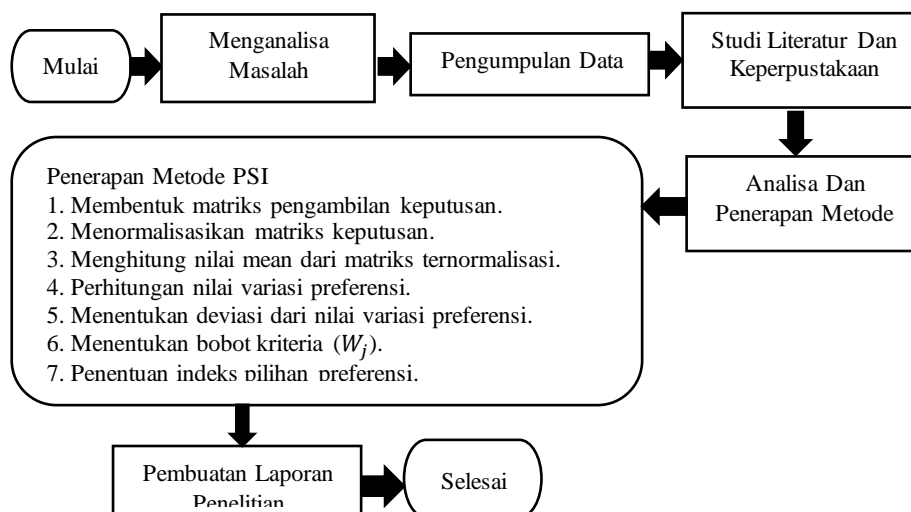 Mulai
Menganalisa
Masalah
Pengumpulan Data
Studi Literatur Dan
Keperpustakaan
Analisa Dan
Penerapan Metode
Penerapan Metode PSI
1. Membentuk matriks pengambilan keputusan.
2. Menormalisasikan matriks keputusan.
3. Menghitung nilai mean dari matriks ternormalisasi.
4. Perhitungan nilai variasi preferensi.
5. Menentukan deviasi dari nilai variasi preferensi.
6. Menentukan bobot kriteria (W_j).
7. Penentuan indeks pilihan preferensi.
Pembuatan Laporan
Penelitian
Selesai